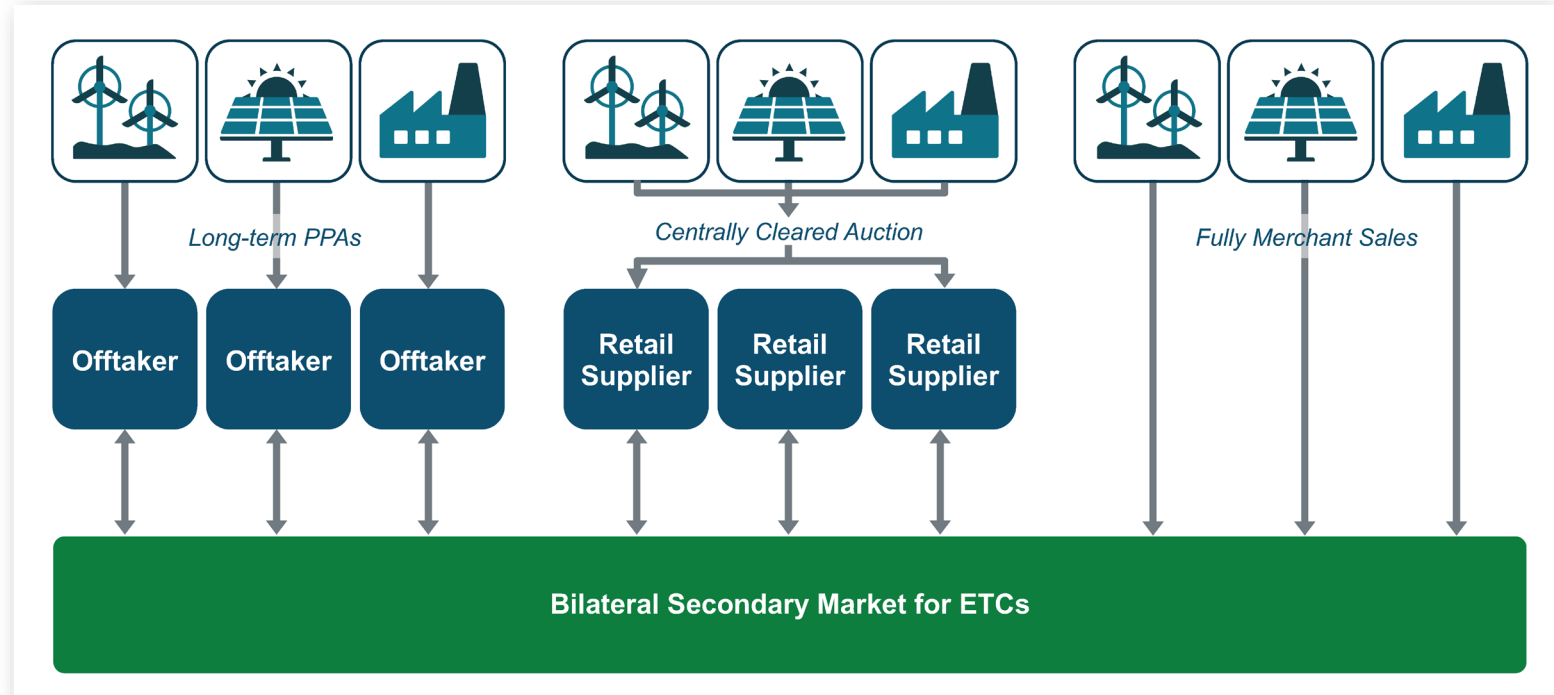 Long-term PPAs
Centrally Cleared Auction
Fully Merchant Sales
Offtaker
Offtaker
Offtaker
Retail
Supplier
Retail
Supplier
Retail
Supplier
Bilateral Secondary Market for ETCs